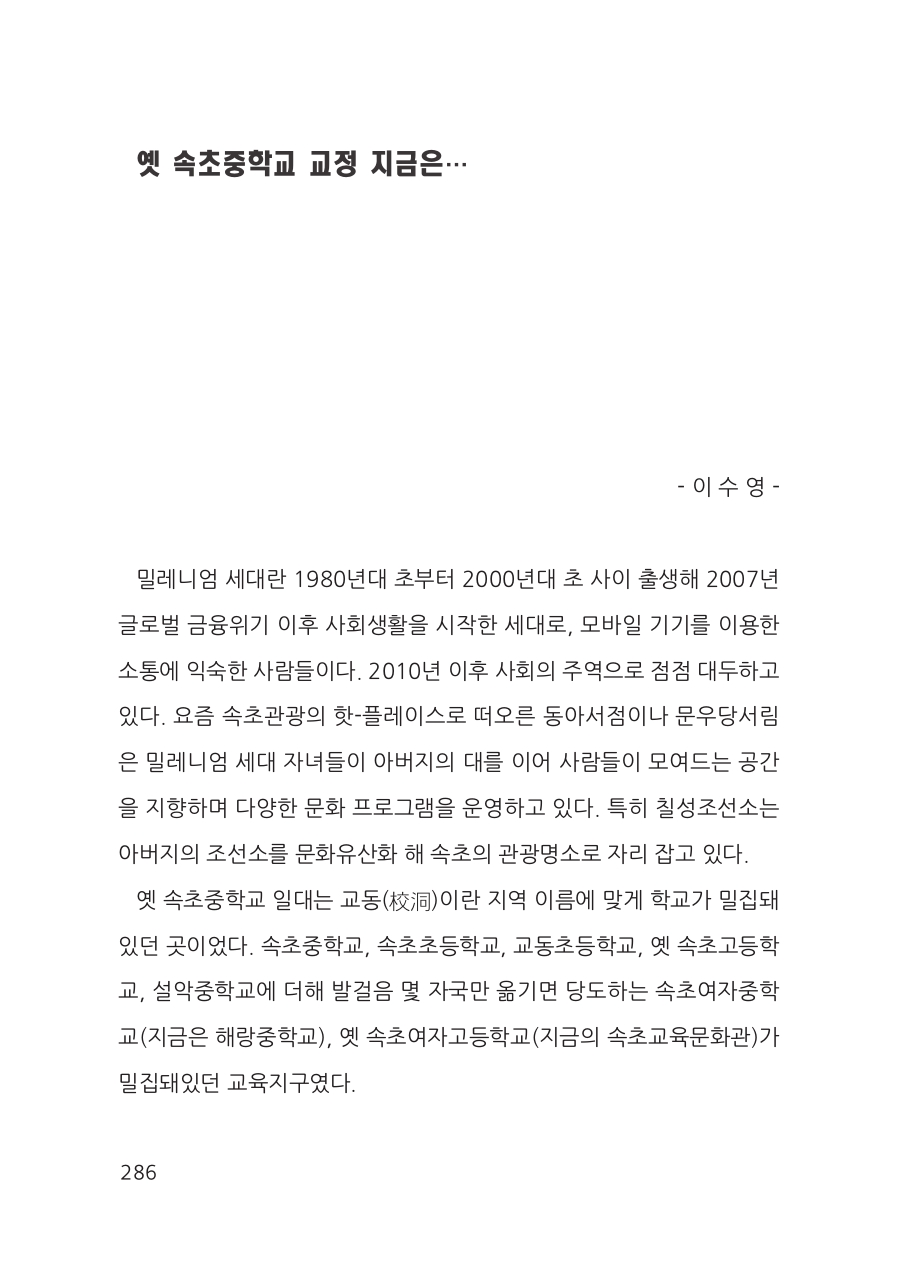 옛 속초중학교 교정 지금은…
- 이 수 영 -
밀레니엄 세대란 1980년대 초부터 2000년대 초 사이 출생해 2007년
글로벌 금융위기 이후 사회생활을 시작한 세대로, 모바일 기기를 이용한
소통에 익숙한 사람들이다. 2010년 이후 사회의 주역으로 점점 대두하고
있다. 요즘 속초관광의 핫-플레이스로 떠오른 동아서점이나 문우당서림
은 밀레니엄 세대 자녀들이 아버지의 대를 이어 사람들이 모여드는 공간
을 지향하며 다양한 문화 프로그램을 운영하고 있다. 특히 칠성조선소는
아버지의 조선소를 문화유산화 해 속초의 관광명소로 자리 잡고 있다.
옛 속초중학교 일대는 교동(校洞)이란 지역 이름에 맞게 학교가 밀집돼
있던 곳이었다. 속초중학교, 속초초등학교, 교동초등학교, 옛 속초고등학
교, 설악중학교에 더해 발걸음 몇 자국만 옮기면 당도하는 속초여자중학
교(지금은 해랑중학교), 옛 속초여자고등학교(지금의 속초교육문화관)가
밀집돼있던 교육지구였다.
286